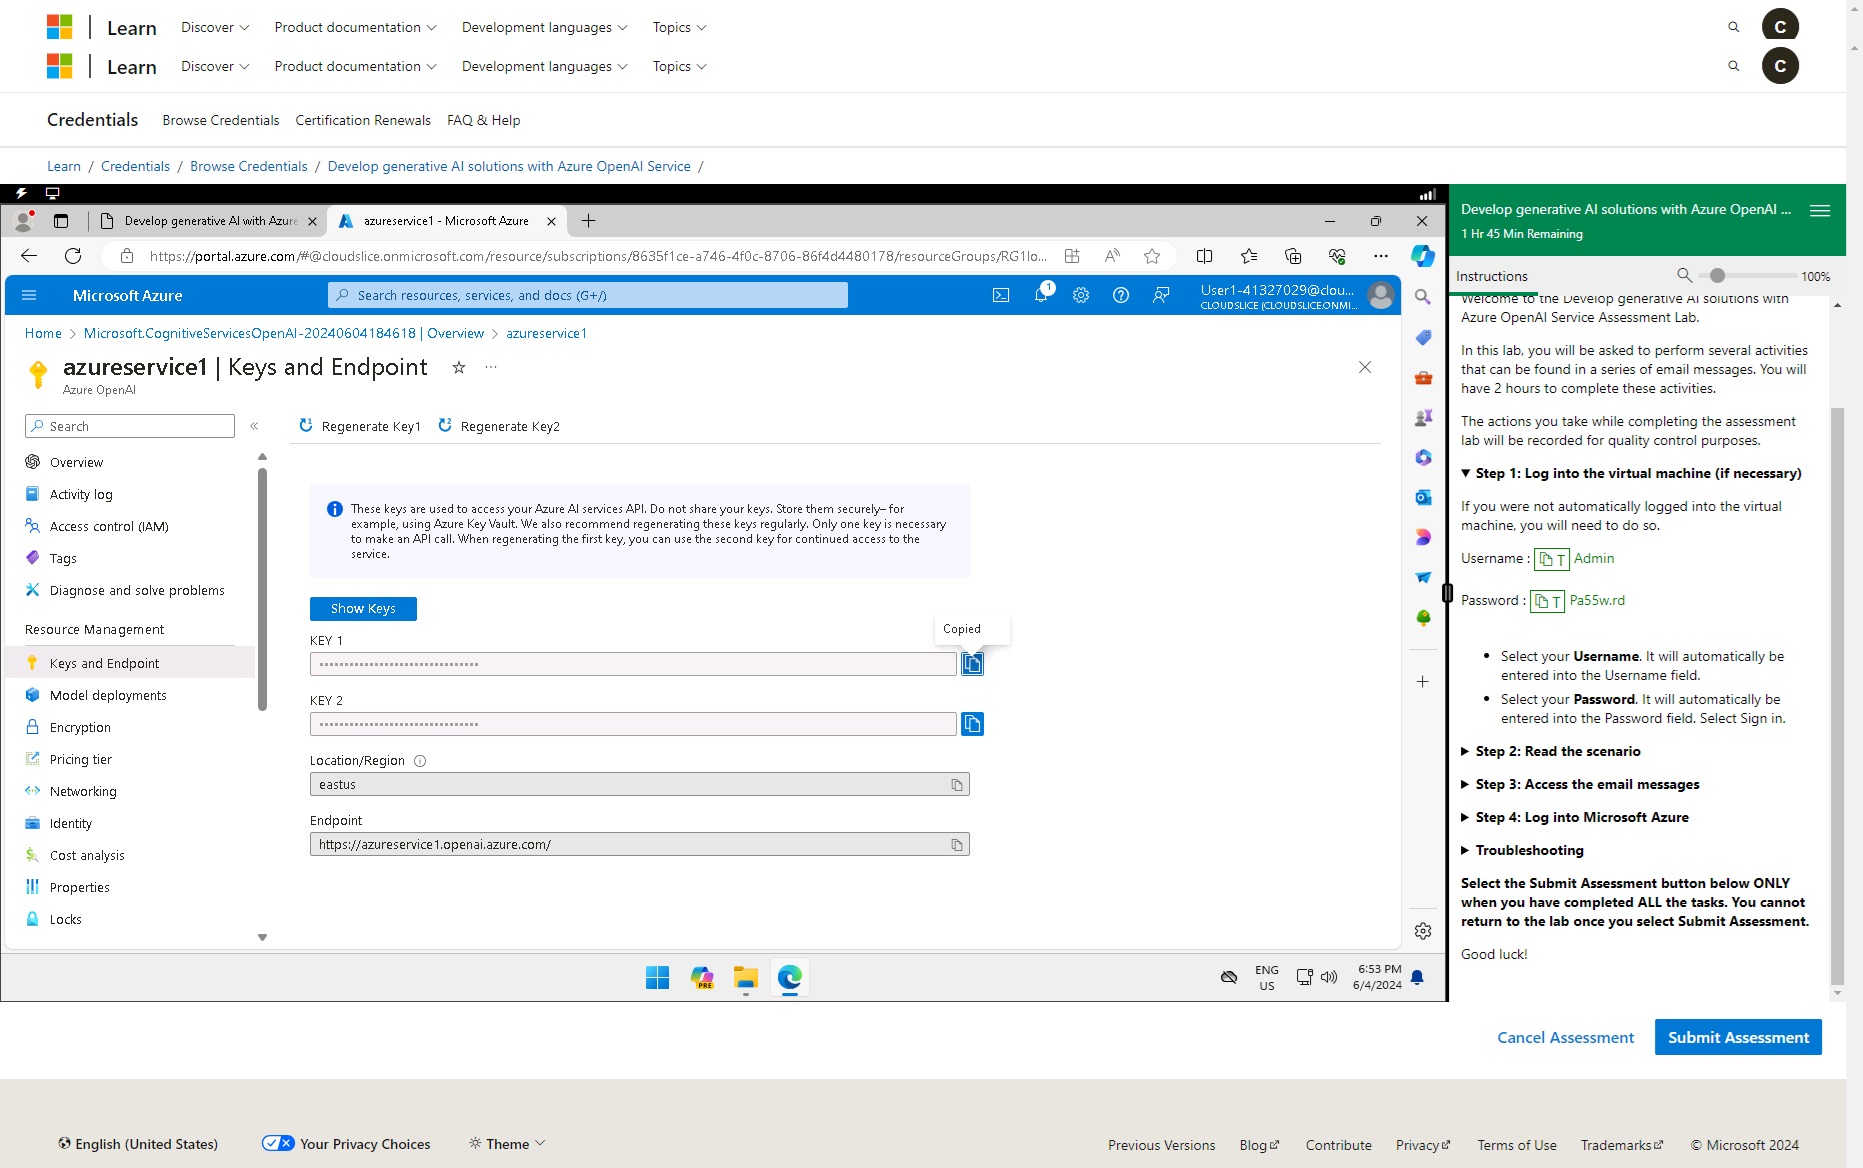 Learn Discover Product documentation Development languages Topics C
Learn Discover Product documentation Development languages Topics C
Credentials Browse Credentials Certification Renewals FAQ & Help
Learn / Credentials / Browse Credentials / Develop generative AI solutions with Azure OpenAI Service /
Develop generative AI with Azure azureservice1 - Microsoft Azure
https://portal.azure.com/#@cloudslice.onmicrosoft.com/resource/subscriptions/8635f1ce-a746-4f0c-8706-86f4d4480178/resourceGroups/RG1lo...
Microsoft Azure Search resources, services, and docs (G+/) 1 User1-41327029@clou...
CLOUDSLICE (CLOUDSLICE.ONMI...
Home > Microsoft.CognitiveServicesOpenAI-20240604184618 | Overview > azureservice1
azureservice1 | Keys and Endpoint ...
Azure OpenAI
Search
Overview
Activity log
Access control (IAM)
Tags
Diagnose and solve problems
Resource Management
Keys and Endpoint
Model deployments
Encryption
Pricing tier
Networking
Identity
Cost analysis
Properties
Locks
Regenerate Key1 Regenerate Key2
These keys are used to access your Azure AI services API. Do not share your keys. Store them securely– for
example, using Azure Key Vault. We also recommend regenerating these keys regularly. Only one key is necessary
to make an API call. When regenerating the first key, you can use the second key for continued access to the
service.
Show Keys
Copied
KEY 1
KEY 2
Location/Region
eastus
Endpoint
https://azureservice1.openai.azure.com/
PRE
ENG
US
6:53 PM
6/4/2024
Develop generative AI solutions with Azure OpenAI ...
1 Hr 45 Min Remaining
Instructions 100%
Welcome to the Develop generative AI solutions with
Azure OpenAI Service Assessment Lab.
In this lab, you will be asked to perform several activities
that can be found in a series of email messages. You will
have 2 hours to complete these activities.
The actions you take while completing the assessment
lab will be recorded for quality control purposes.
Step 1: Log into the virtual machine (if necessary)
If you were not automatically logged into the virtual
machine, you will need to do so.
Username : T Admin
Password : T Pa55w.rd
• Select your Username. It will automatically be
entered into the Username field.
• Select your Password. It will automatically be
entered into the Password field. Select Sign in.
Step 2: Read the scenario
Step 3: Access the email messages
Step 4: Log into Microsoft Azure
Troubleshooting
Select the Submit Assessment button below ONLY
when you have completed ALL the tasks. You cannot
return to the lab once you select Submit Assessment.
Good luck!
Cancel Assessment Submit Assessment
English (United States) Your Privacy Choices Theme
Previous Versions Blog Contribute Privacy Terms of Use Trademarks © Microsoft 2024